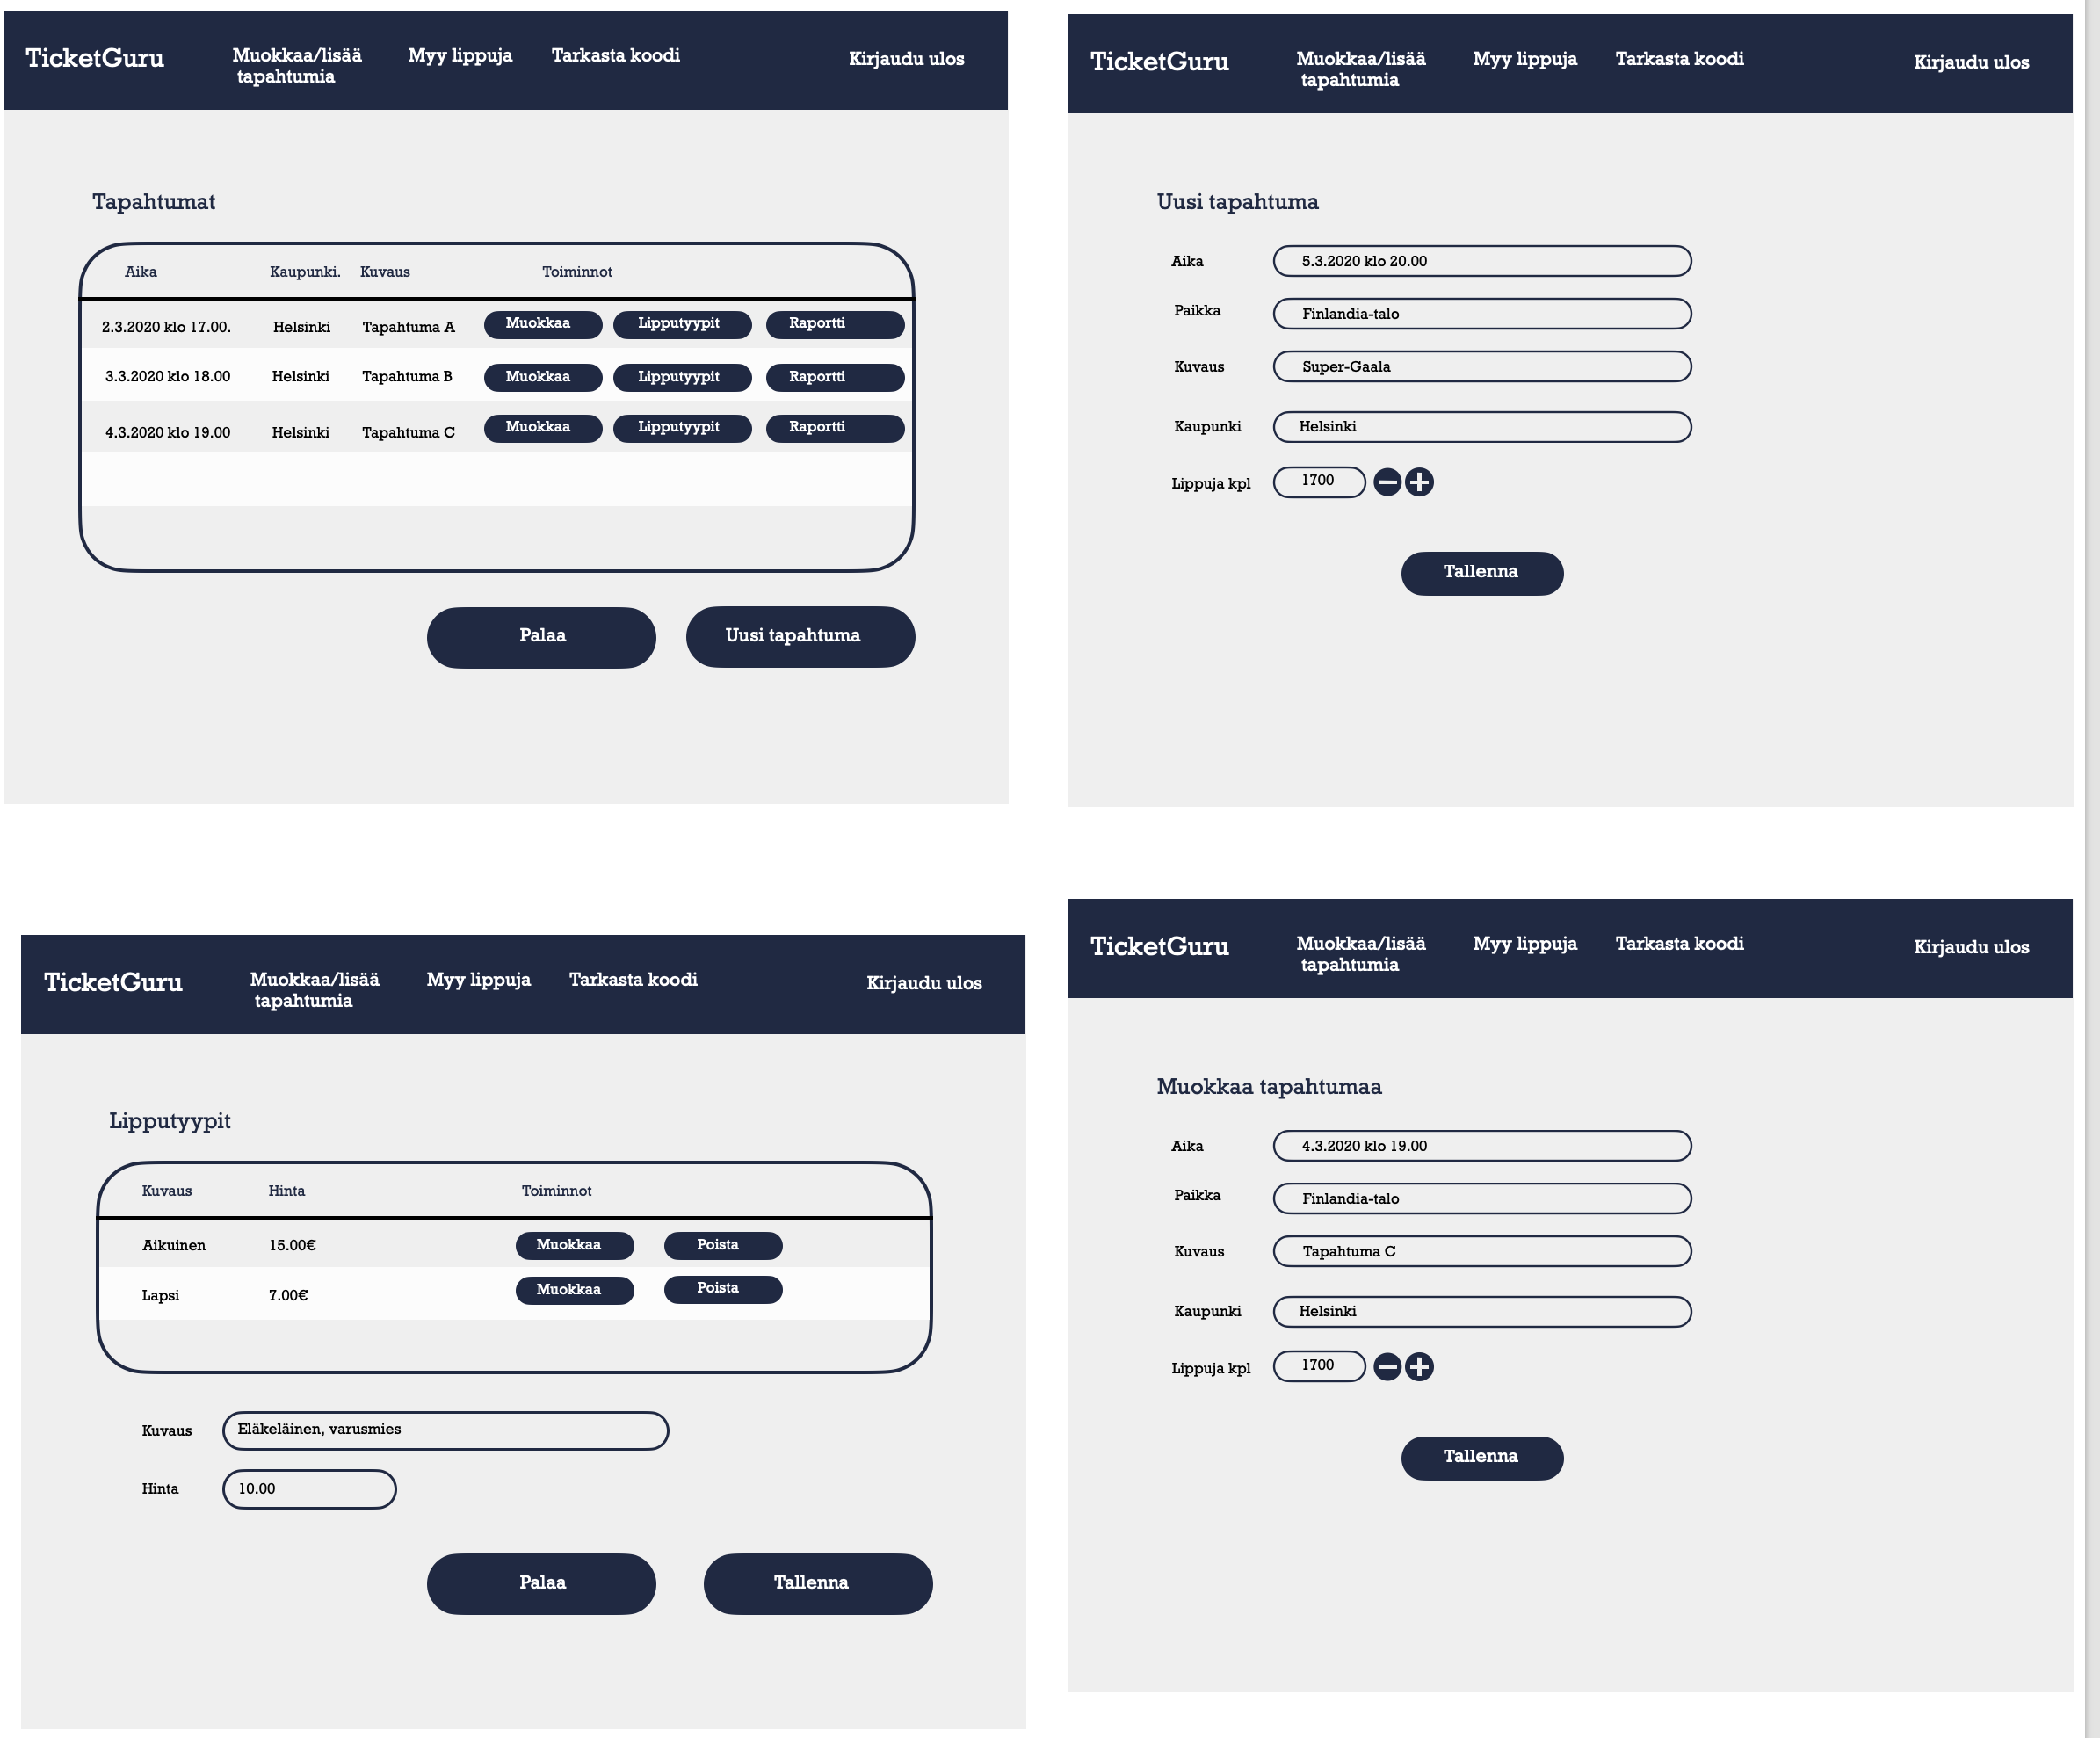 TicketGuru
Muokkaa/lisää
tapahtumia
Myy lippuja
Tarkasta koodi
Kirjaudu ulos
Tapahtumat
Aika Kaupunki. Kuvaus Toiminnot
2.3.2020 klo 17.00. Helsinki Tapahtuma A Muokkaa Lipputyypit Raportti
3.3.2020 klo 18.00 Helsinki Tapahtuma B Muokkaa Lipputyypit Raportti
4.3.2020 klo 19.00 Helsinki Tapahtuma C Muokkaa Lipputyypit Raportti
Palaa Uusi tapahtuma
TicketGuru
Muokkaa/lisää
tapahtumia
Myy lippuja
Tarkasta koodi
Kirjaudu ulos
Uusi tapahtuma
Aika 5.3.2020 klo 20.00
Paikka Finlandia-talo
Kuvaus Super-Gaala
Kaupunki Helsinki
Lippuja kpl 1700
Tallenna
TicketGuru
Muokkaa/lisää
tapahtumia
Myy lippuja
Tarkasta koodi
Kirjaudu ulos
Lipputyypit
Kuvaus Hinta Toiminnot
Aikuinen 15.00€ Muokkaa Poista
Lapsi 7.00€ Muokkaa Poista
Kuvaus Eläkeläinen, varusmies
Hinta 10.00
Palaa Tallenna
TicketGuru
Muokkaa/lisää
tapahtumia
Myy lippuja
Tarkasta koodi
Kirjaudu ulos
Muokkaa tapahtumaa
Aika 4.3.2020 klo 19.00
Paikka Finlandia-talo
Kuvaus Tapahtuma C
Kaupunki Helsinki
Lippuja kpl 1700
Tallenna